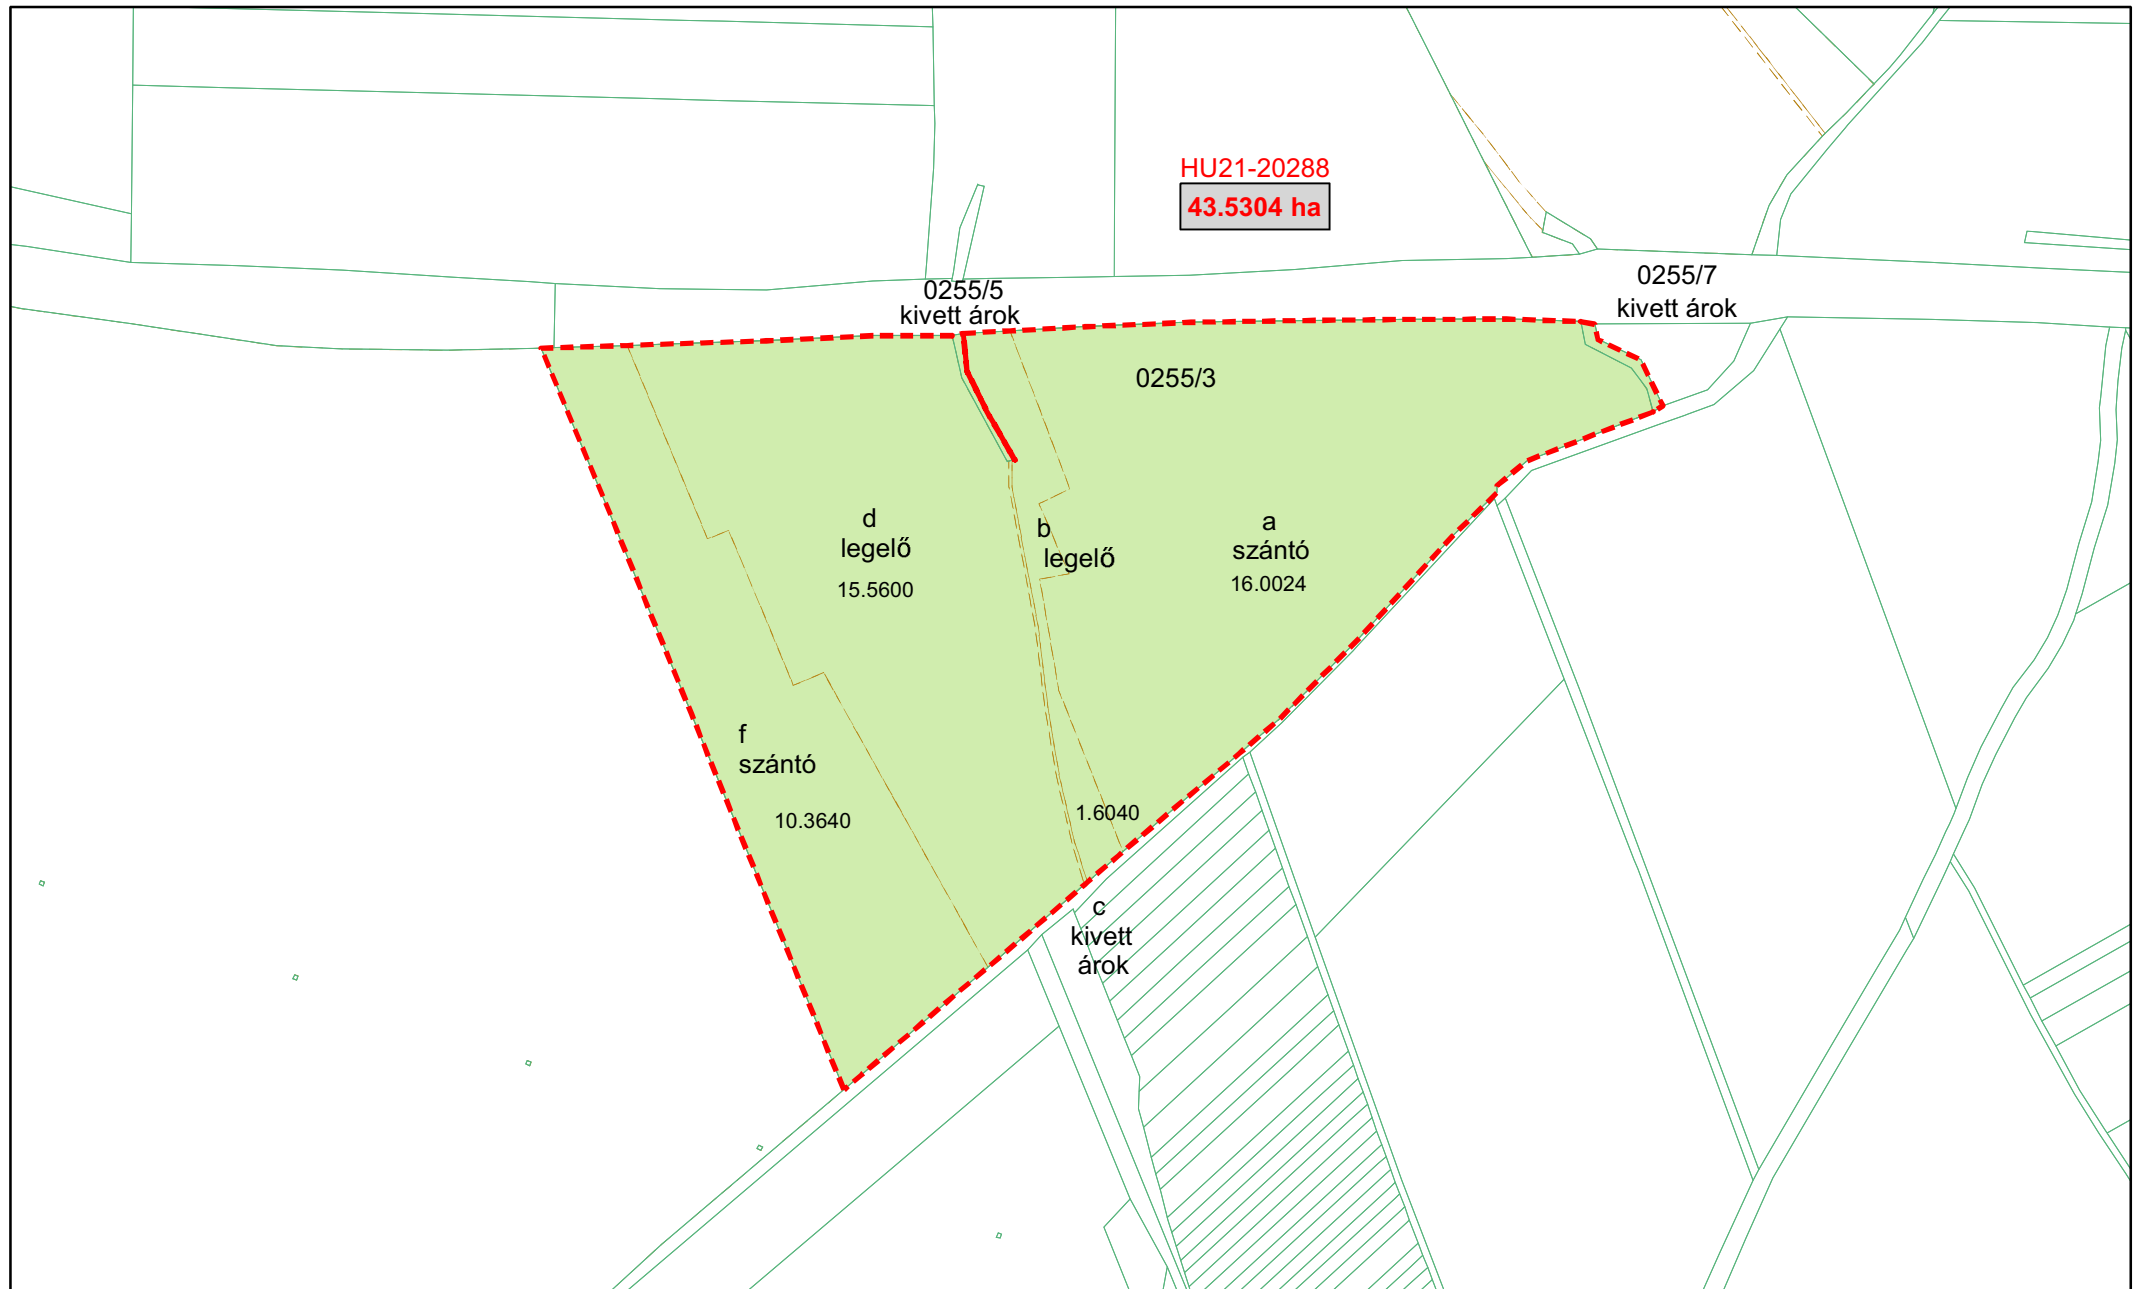 HU21-20288
43.5304 ha
0255/5
kivett árok
0255/7
kivett árok
0255/3
d
legelő
15.5600
b
legelő
a
szántó
16.0024
f
szántó
10.3640
1.6040
c
kivett
árok